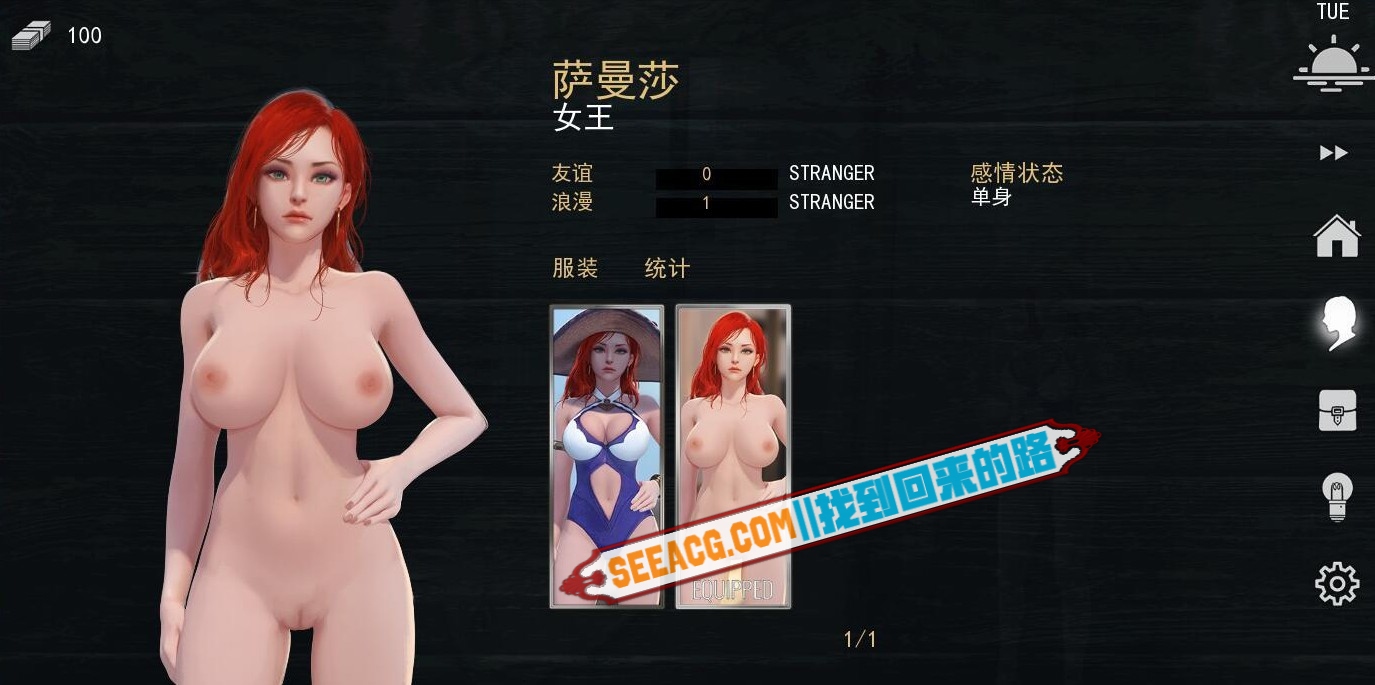 100
TUE
萨曼莎
女王
友谊 0 STRANGER
浪漫 1 STRANGER
感情状态
单身
服装 统计
SEEACG.COM||找到回来的路
EQUIPPED
1/1